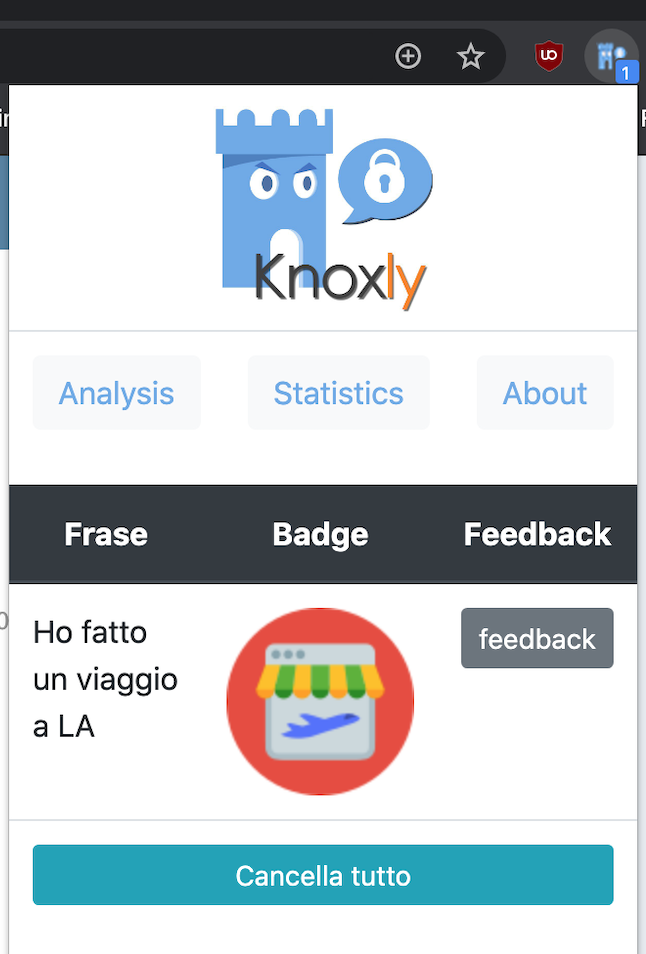 1
Knoxly
Analysis
Statistics
About
Frase
Badge
Feedback
Ho fatto
un viaggio
a LA
feedback
Cancella tutto